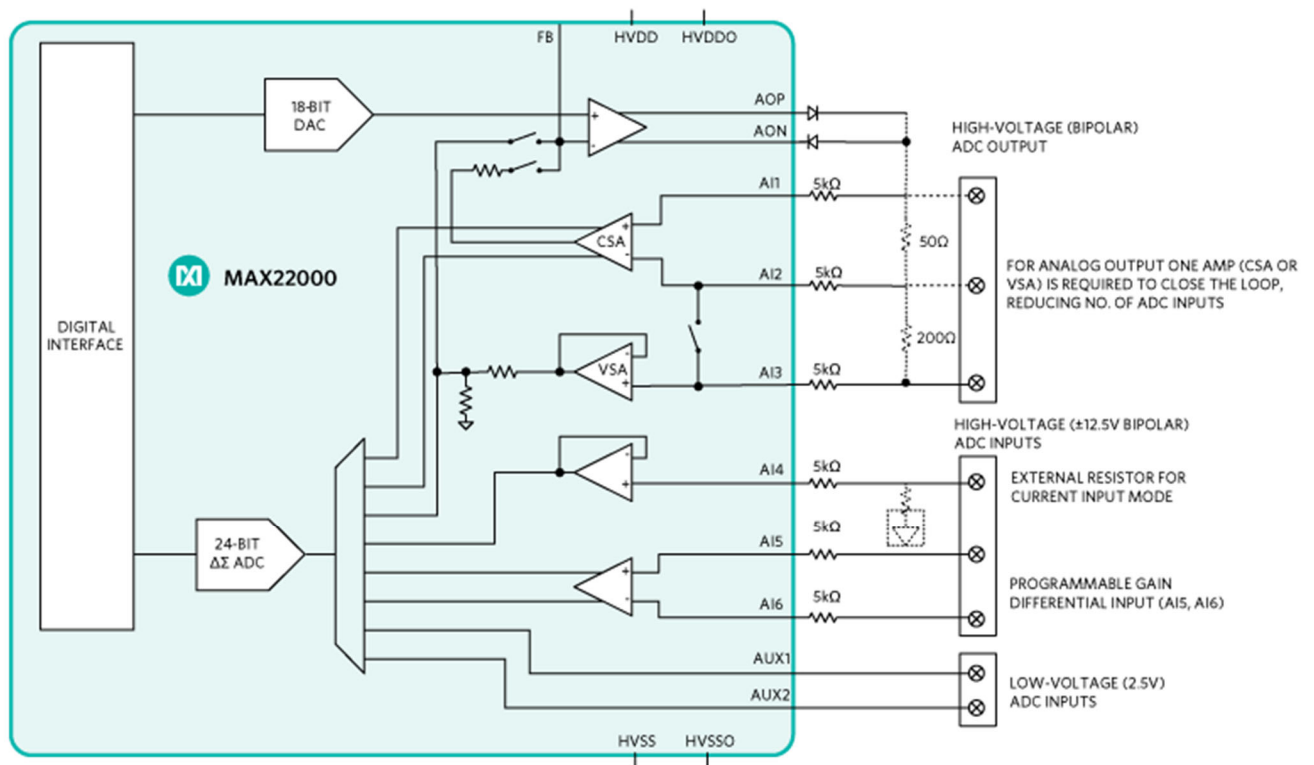 FB
HVDD
HVDDO
18-BIT
DAC
AOP
AON
HIGH-VOLTAGE (BIPOLAR)
ADC OUTPUT
+
-
AI1
5kΩ
+
CSA
-
50Ω
MAX22000
AI2
5kΩ
FOR ANALOG OUTPUT ONE AMP (CSA OR
VSA) IS REQUIRED TO CLOSE THE LOOP,
REDUCING NO. OF ADC INPUTS
DIGITAL
INTERFACE
200Ω
-
VSA
+
AI3
5kΩ
HIGH-VOLTAGE (±12.5V BIPOLAR)
ADC INPUTS
-
+
AI4
5kΩ
EXTERNAL RESISTOR FOR
CURRENT INPUT MODE
24-BIT
ΔΣ ADC
AI5
5kΩ
+
-
AI6
5kΩ
PROGRAMMABLE GAIN
DIFFERENTIAL INPUT (AI5, AI6)
AUX1
AUX2
LOW-VOLTAGE (2.5V)
ADC INPUTS
HVSS
HVSSO